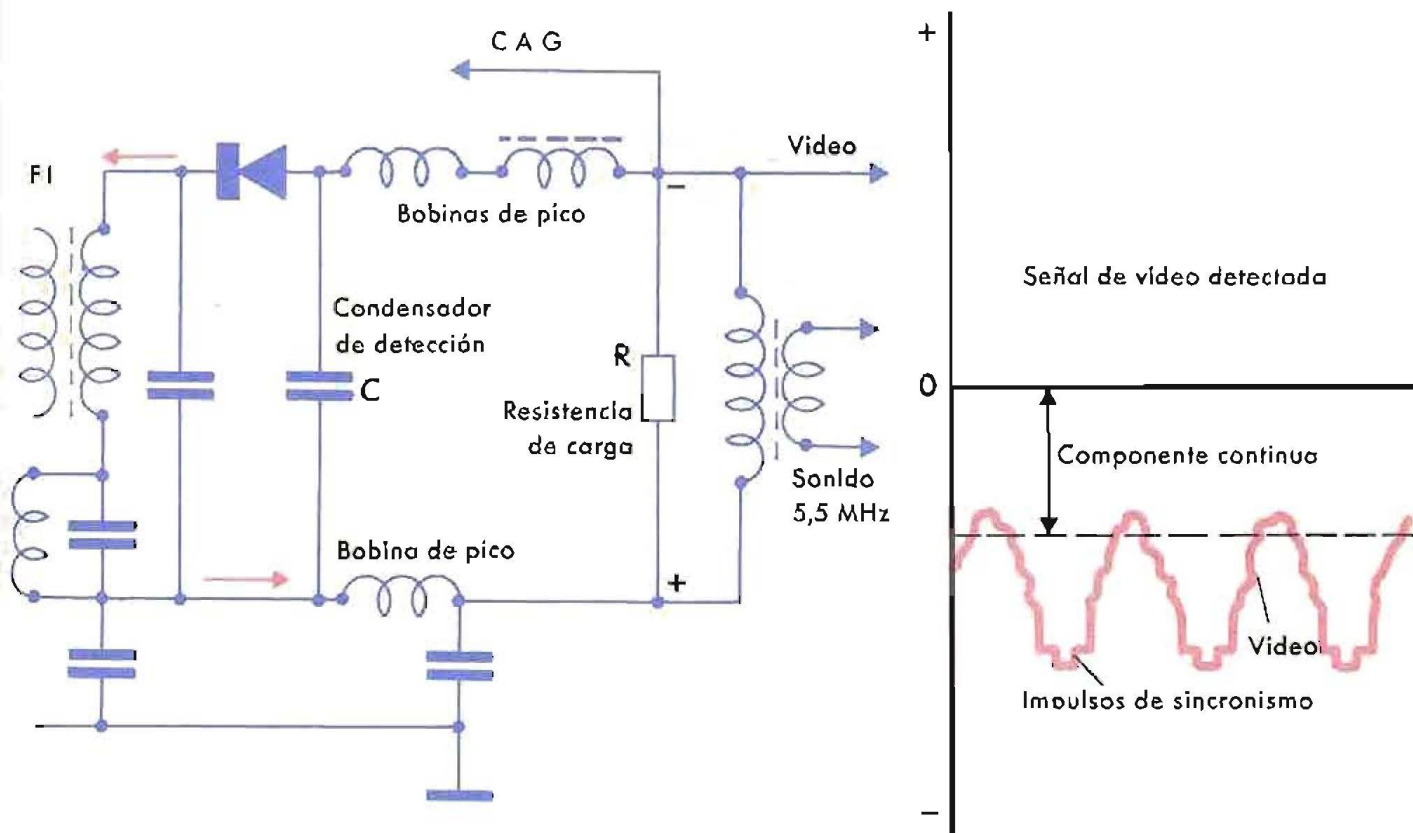 C A G
Video
FI
Bobinas de pico
Condensador
de detección
C
R
Resistencia
de carga
Sonido
5,5 MHz
Bobina de pico
−
+
+
Señal de vídeo detectada
0
Componente continua
Video
Impulsos de sincronismo
−